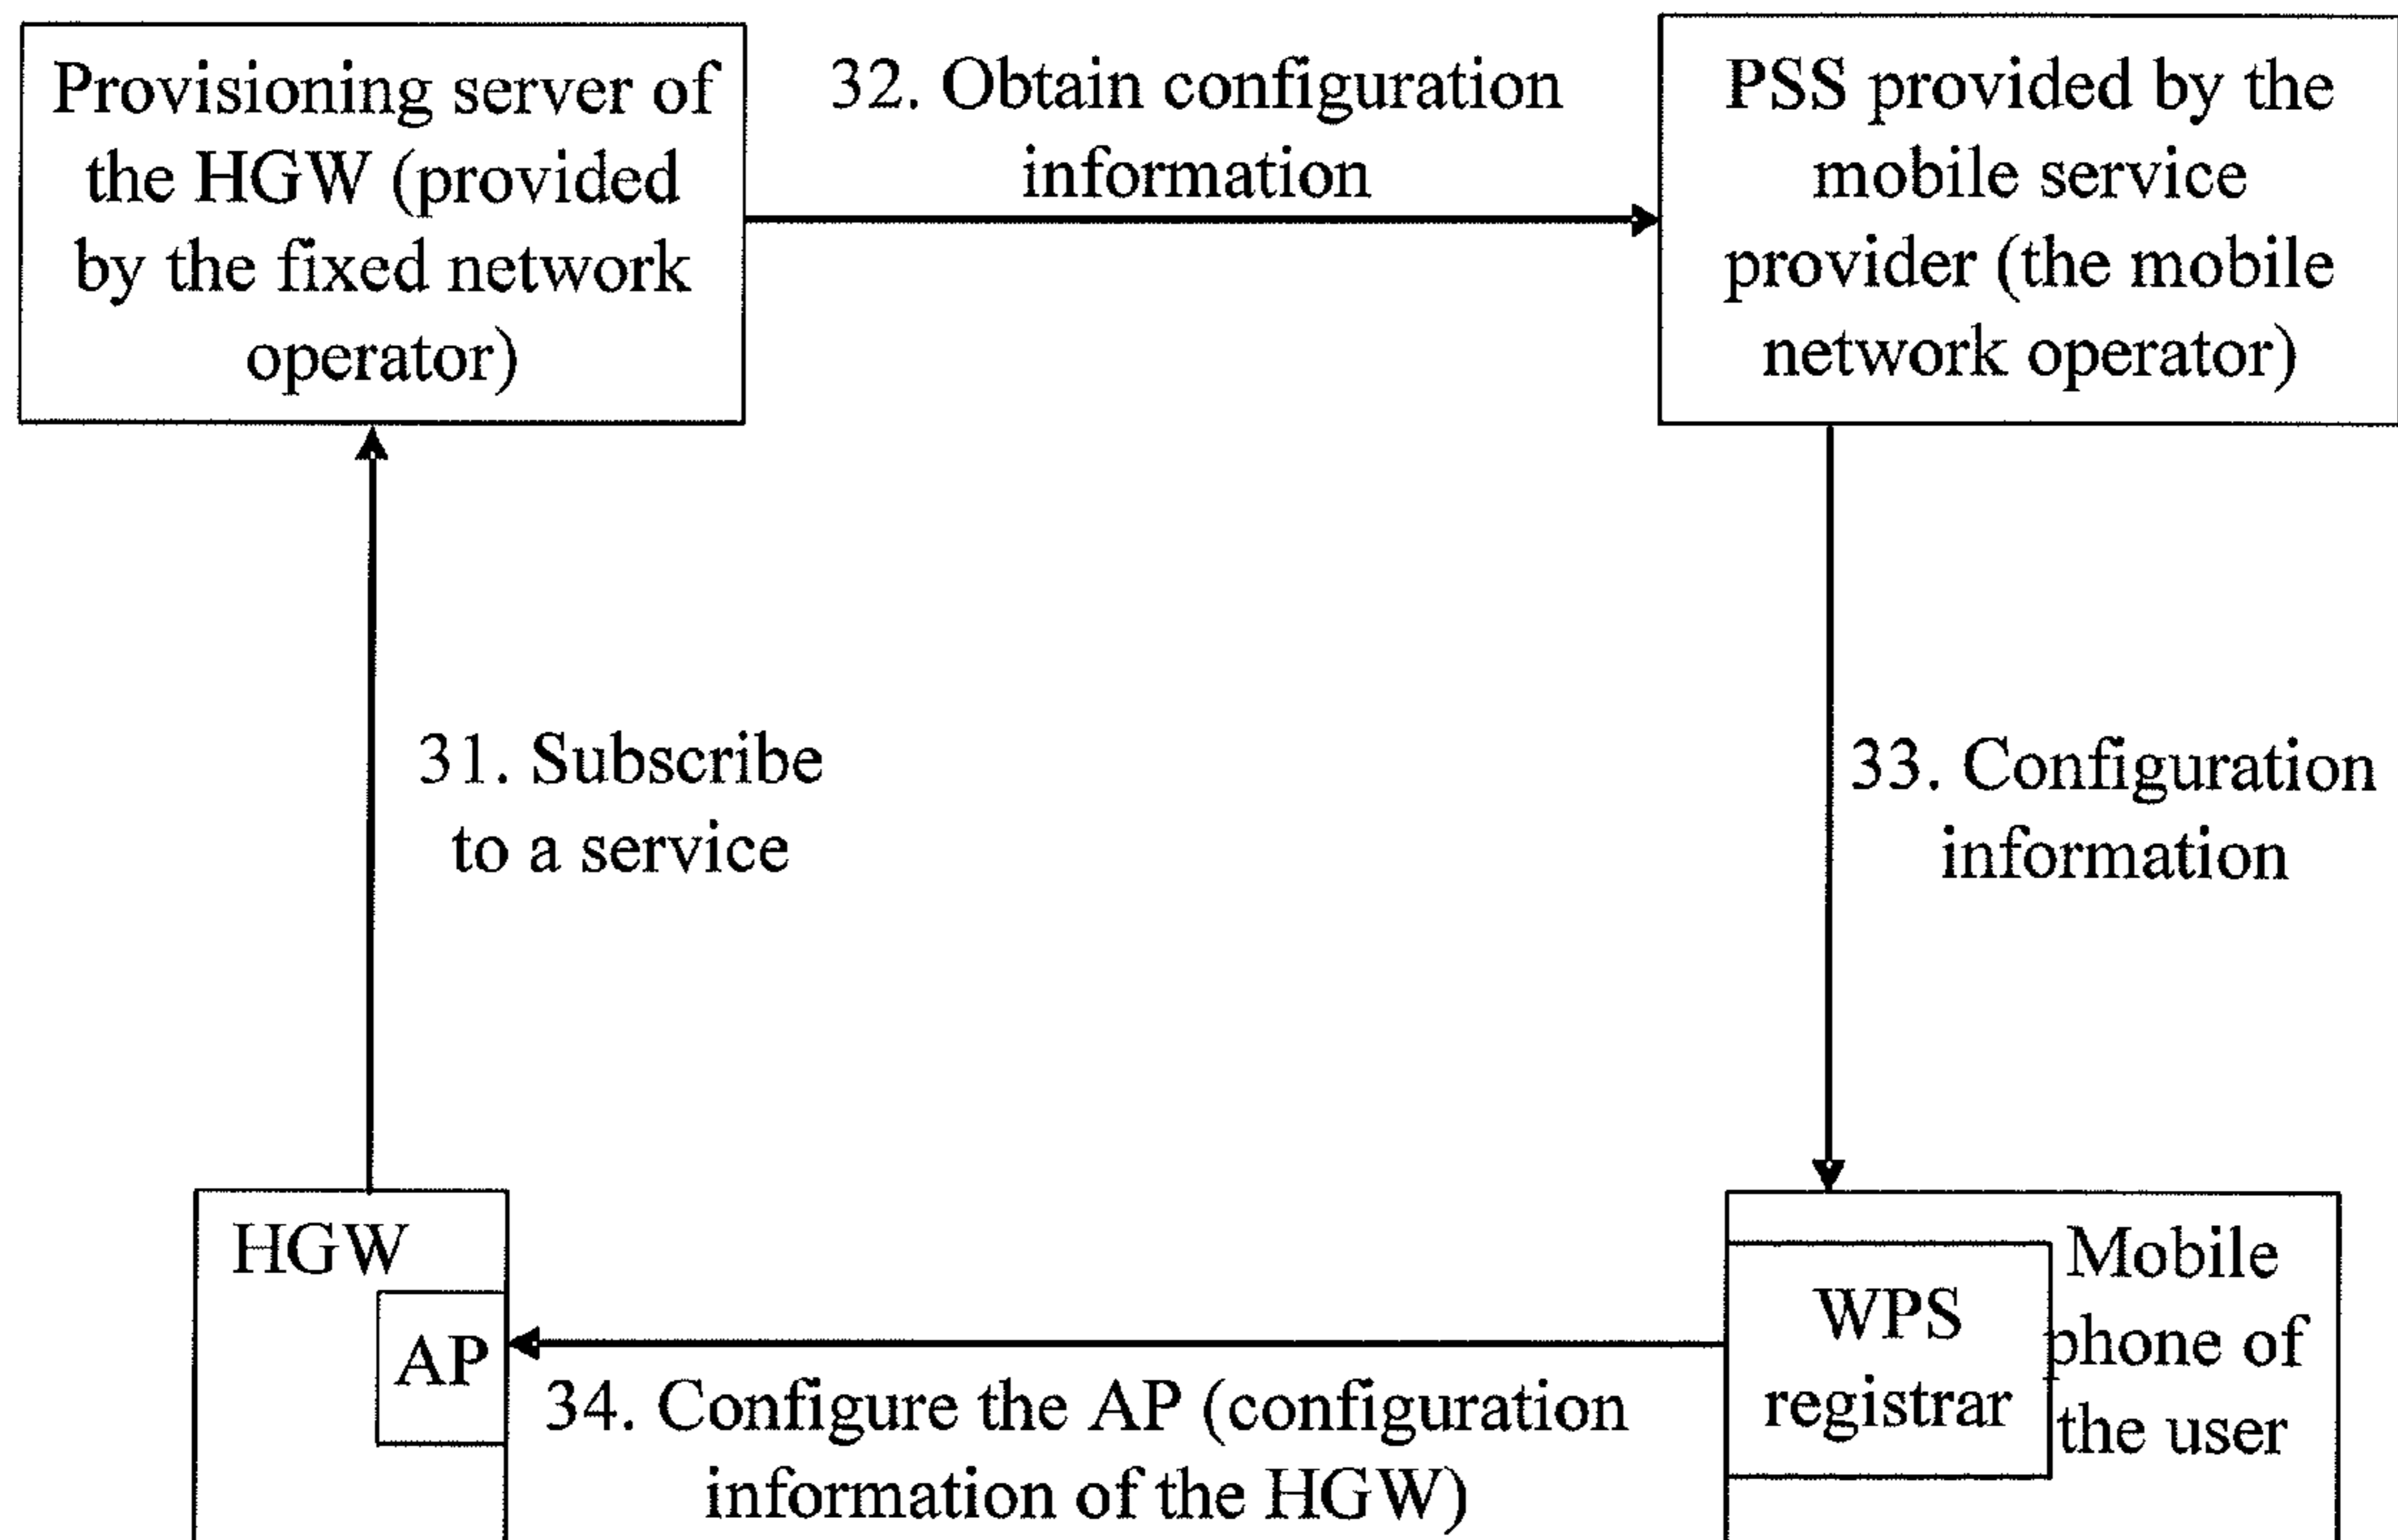 Provisioning server of
the HGW (provided
by the fixed network
operator)
32. Obtain configuration
information
PSS provided by the
mobile service
provider (the mobile
network operator)
31. Subscribe
to a service
33. Configuration
information
HGW
AP
34. Configure the AP (configuration
information of the HGW)
WPS
registrar
Mobile
phone of
the user